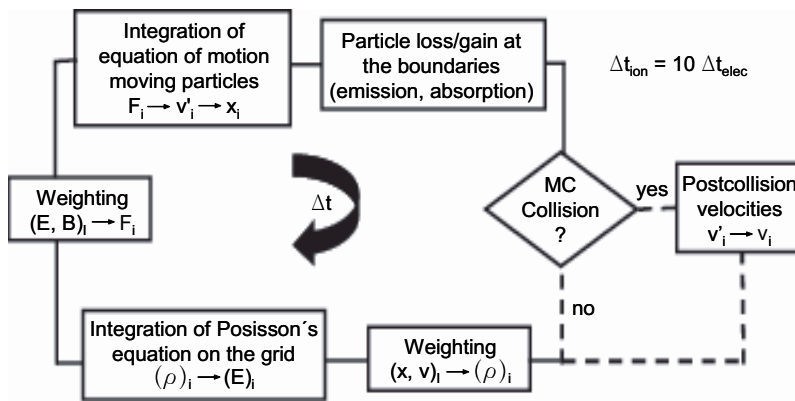 Integration of
equation of motion
moving particles
Fᵢ → v'ᵢ → xᵢ
Particle loss/gain at
the boundaries
(emission, absorption)
Δtᵢₒₙ = 10 Δtₑₗₑc
MC
Collision
?
yes
Postcollision
velocities
v'ᵢ → vᵢ
no
Weighting
(x, v)ₗ → (ρ)ᵢ
Integration of Posisson´s
equation on the grid
(ρ)ᵢ → (E)ᵢ
Weighting
(E, B)ₗ → Fᵢ
Δt